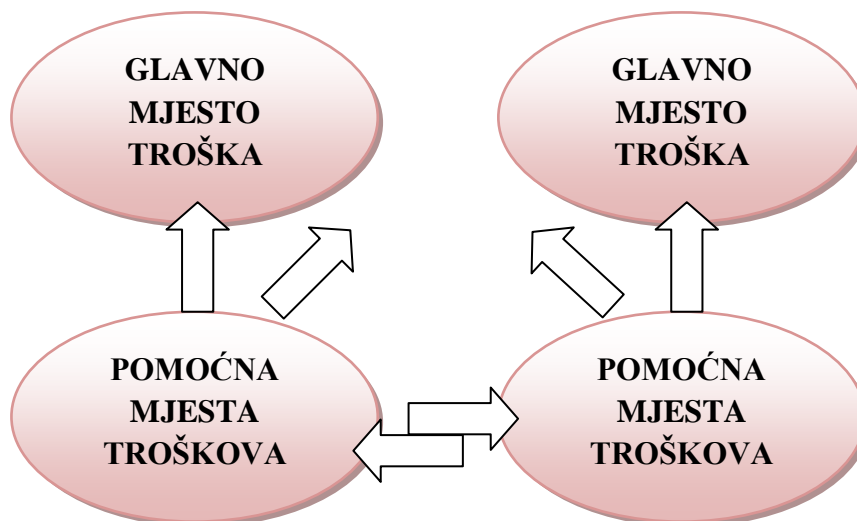 GLAVNO
MJESTO
TROŠKA
GLAVNO
MJESTO
TROŠKA
POMOĆNA
MJESTA
TROŠKOVA
POMOĆNA
MJESTA
TROŠKOVA